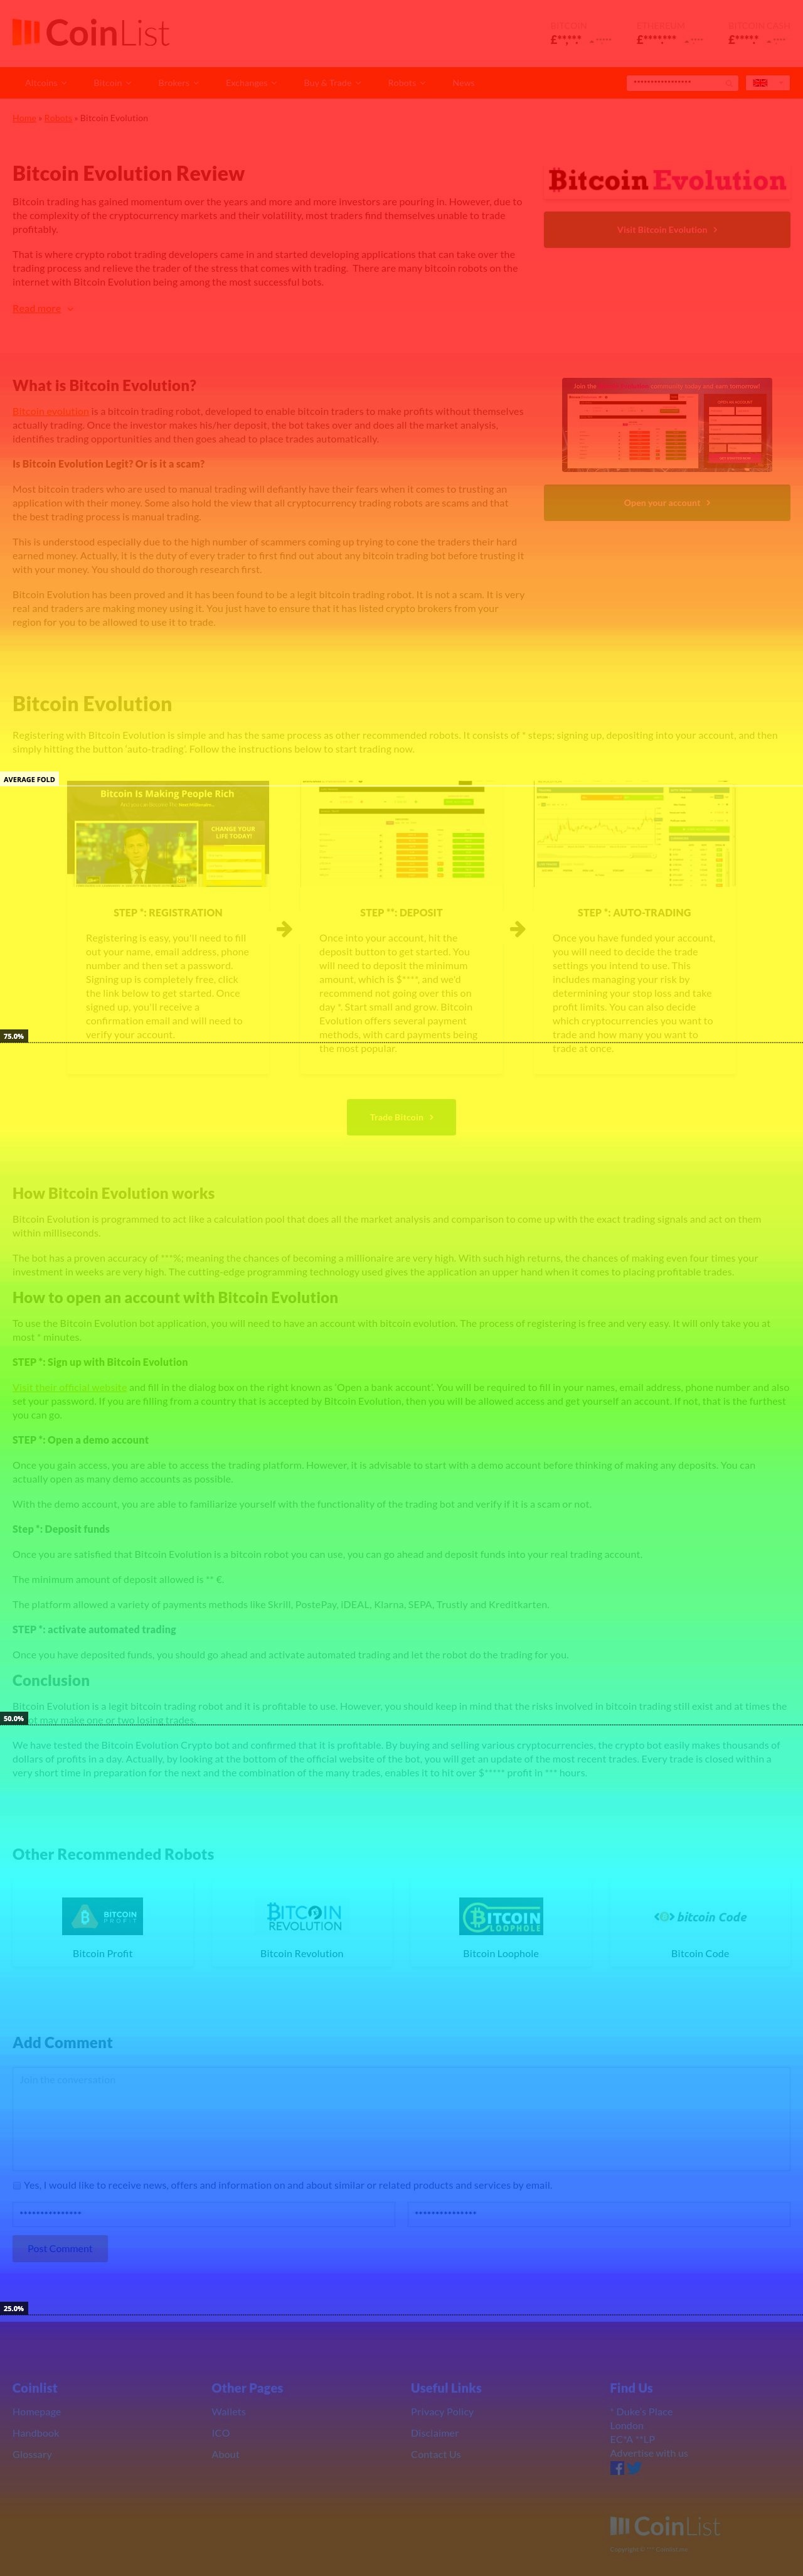 CoinList
BITCOIN
ETHEREUM
BITCOIN CASH
Altcoins
Bitcoin
Brokers
Exchanges
Buy & Trade
Robots
News
Home » Robots » Bitcoin Evolution
Bitcoin Evolution Review
Bitcoin trading has gained momentum over the years and more and more investors are pouring in. However, due to
the complexity of the cryptocurrency markets and their volatility, most traders find themselves unable to trade
profitably.
That is where crypto robot trading developers came in and started developing applications that can take over the
trading process and relieve the trader of the stress that comes with trading. There are many bitcoin robots on the
internet with Bitcoin Evolution being among the most successful bots.
Read more
Bitcoin Evolution
Visit Bitcoin Evolution
What is Bitcoin Evolution?
Bitcoin evolution is a bitcoin trading robot, developed to enable bitcoin traders to make profits without themselves
actually trading. Once the investor makes his/her deposit, the bot takes over and does all the market analysis,
identifies trading opportunities and then goes ahead to place trades automatically.
Is Bitcoin Evolution Legit? Or is it a scam?
Most bitcoin traders who are used to manual trading will defiantly have their fears when it comes to trusting an
application with their money. Some also hold the view that all cryptocurrency trading robots are scams and that
the best trading process is manual trading.
This is understood especially due to the high number of scammers coming up trying to cone the traders their hard
earned money. Actually, it is the duty of every trader to first find out about any bitcoin trading bot before trusting it
with your money. You should do thorough research first.
Bitcoin Evolution has been proved and it has been found to be a legit bitcoin trading robot. It is not a scam. It is very
real and traders are making money using it. You just have to ensure that it has listed crypto brokers from your
region for you to be allowed to use it to trade.
Join the community today and earn tomorrow!
Open your account
Bitcoin Evolution
Registering with Bitcoin Evolution is simple and has the same process as other recommended robots. It consists of * steps; signing up, depositing into your account, and then
simply hitting the button 'auto-trading'. Follow the instructions below to start trading now.
AVERAGE FOLD
Bitcoin Is Making People Rich
CHANGE YOUR
LIFE TODAY!
STEP *: REGISTRATION
Registering is easy, you'll need to fill
out your name, email address, phone
number and then set a password.
Signing up is completely free, click
the link below to get started. Once
signed up, you'll receive a
confirmation email and will need to
verify your account.
STEP **: DEPOSIT
Once into your account, hit the
deposit button to get started. You
will need to deposit the minimum
amount, which is $****, and we'd
recommend not going over this on
day *. Start small and grow. Bitcoin
Evolution offers several payment
methods, with card payments being
the most popular.
STEP *: AUTO-TRADING
Once you have funded your account,
you will need to decide the trade
settings you intend to use. This
includes managing your risk by
determining your stop loss and take
profit limits. You can also decide
which cryptocurrencies you want to
trade and how many you want to
trade at once.
75.0%
Trade Bitcoin
How Bitcoin Evolution works
Bitcoin Evolution is programmed to act like a calculation pool that does all the market analysis and comparison to come up with the exact trading signals and act on them
within milliseconds.
The bot has a proven accuracy of ***%; meaning the chances of becoming a millionaire are very high. With such high returns, the chances of making even four times your
investment in weeks are very high. The cutting-edge programming technology used gives the application an upper hand when it comes to placing profitable trades.
How to open an account with Bitcoin Evolution
To use the Bitcoin Evolution bot application, you will need to have an account with bitcoin evolution. The process of registering is free and very easy. It will only take you at
most * minutes.
STEP *: Sign up with Bitcoin Evolution
Visit their official website and fill in the dialog box on the right known as 'Open a bank account'. You will be required to fill in your names, email address, phone number and also
set your password. If you are filling from a country that is accepted by Bitcoin Evolution, then you will be allowed access and get yourself an account. If not, that is the furthest
you can go.
STEP *: Open a demo account
Once you gain access, you are able to access the trading platform. However, it is advisable to start with a demo account before thinking of making any deposits. You can
actually open as many demo accounts as possible.
With the demo account, you are able to familiarize yourself with the functionality of the trading bot and verify if it is a scam or not.
Step *: Deposit funds
Once you are satisfied that Bitcoin Evolution is a bitcoin robot you can use, you can go ahead and deposit funds into your real trading account.
The minimum amount of deposit allowed is ** €.
The platform allowed a variety of payments methods like Skrill, PostePay, IDEAL, Klarna, SEPA, Trustly and Kreditkarten.
STEP *: activate automated trading
Once you have deposited funds, you should go ahead and activate automated trading and let the robot do the trading for you.
Conclusion
Bitcoin Evolution is a legit bitcoin trading robot and it is profitable to use. However, you should keep in mind that the risks involved in bitcoin trading still exist and at times the
may make one or two losing trades.
50.0%
We have tested the Bitcoin Evolution Crypto bot and confirmed that it is profitable. By buying and selling various cryptocurrencies, the crypto bot easily makes thousands of
dollars of profits in a day. Actually, by looking at the bottom of the official website of the bot, you will get an update of the most recent trades. Every trade is closed within a
very short time in preparation for the next and the combination of the many trades, enables it to hit over $***** profit in *** hours.
Other Recommended Robots
BITCOIN
PROFIT
BITCOIN
REVOLUTION
BITCOIN
LOOPHOLE
bitcoin Code
Bitcoin Profit
Bitcoin Revolution
Bitcoin Loophole
Bitcoin Code
Add Comment
Join the conversation
Yes, I would like to receive news, offers and information on and about similar or related products and services by email.
Post Comment
25.0%
Coinlist
Homepage
Handbook
Glossary
Other Pages
Wallets
ICO
About
Useful Links
Privacy Policy
Disclaimer
Contact Us
Find Us
* Duke's Place
London
EC*A **LP
Advertise with us
CoinList